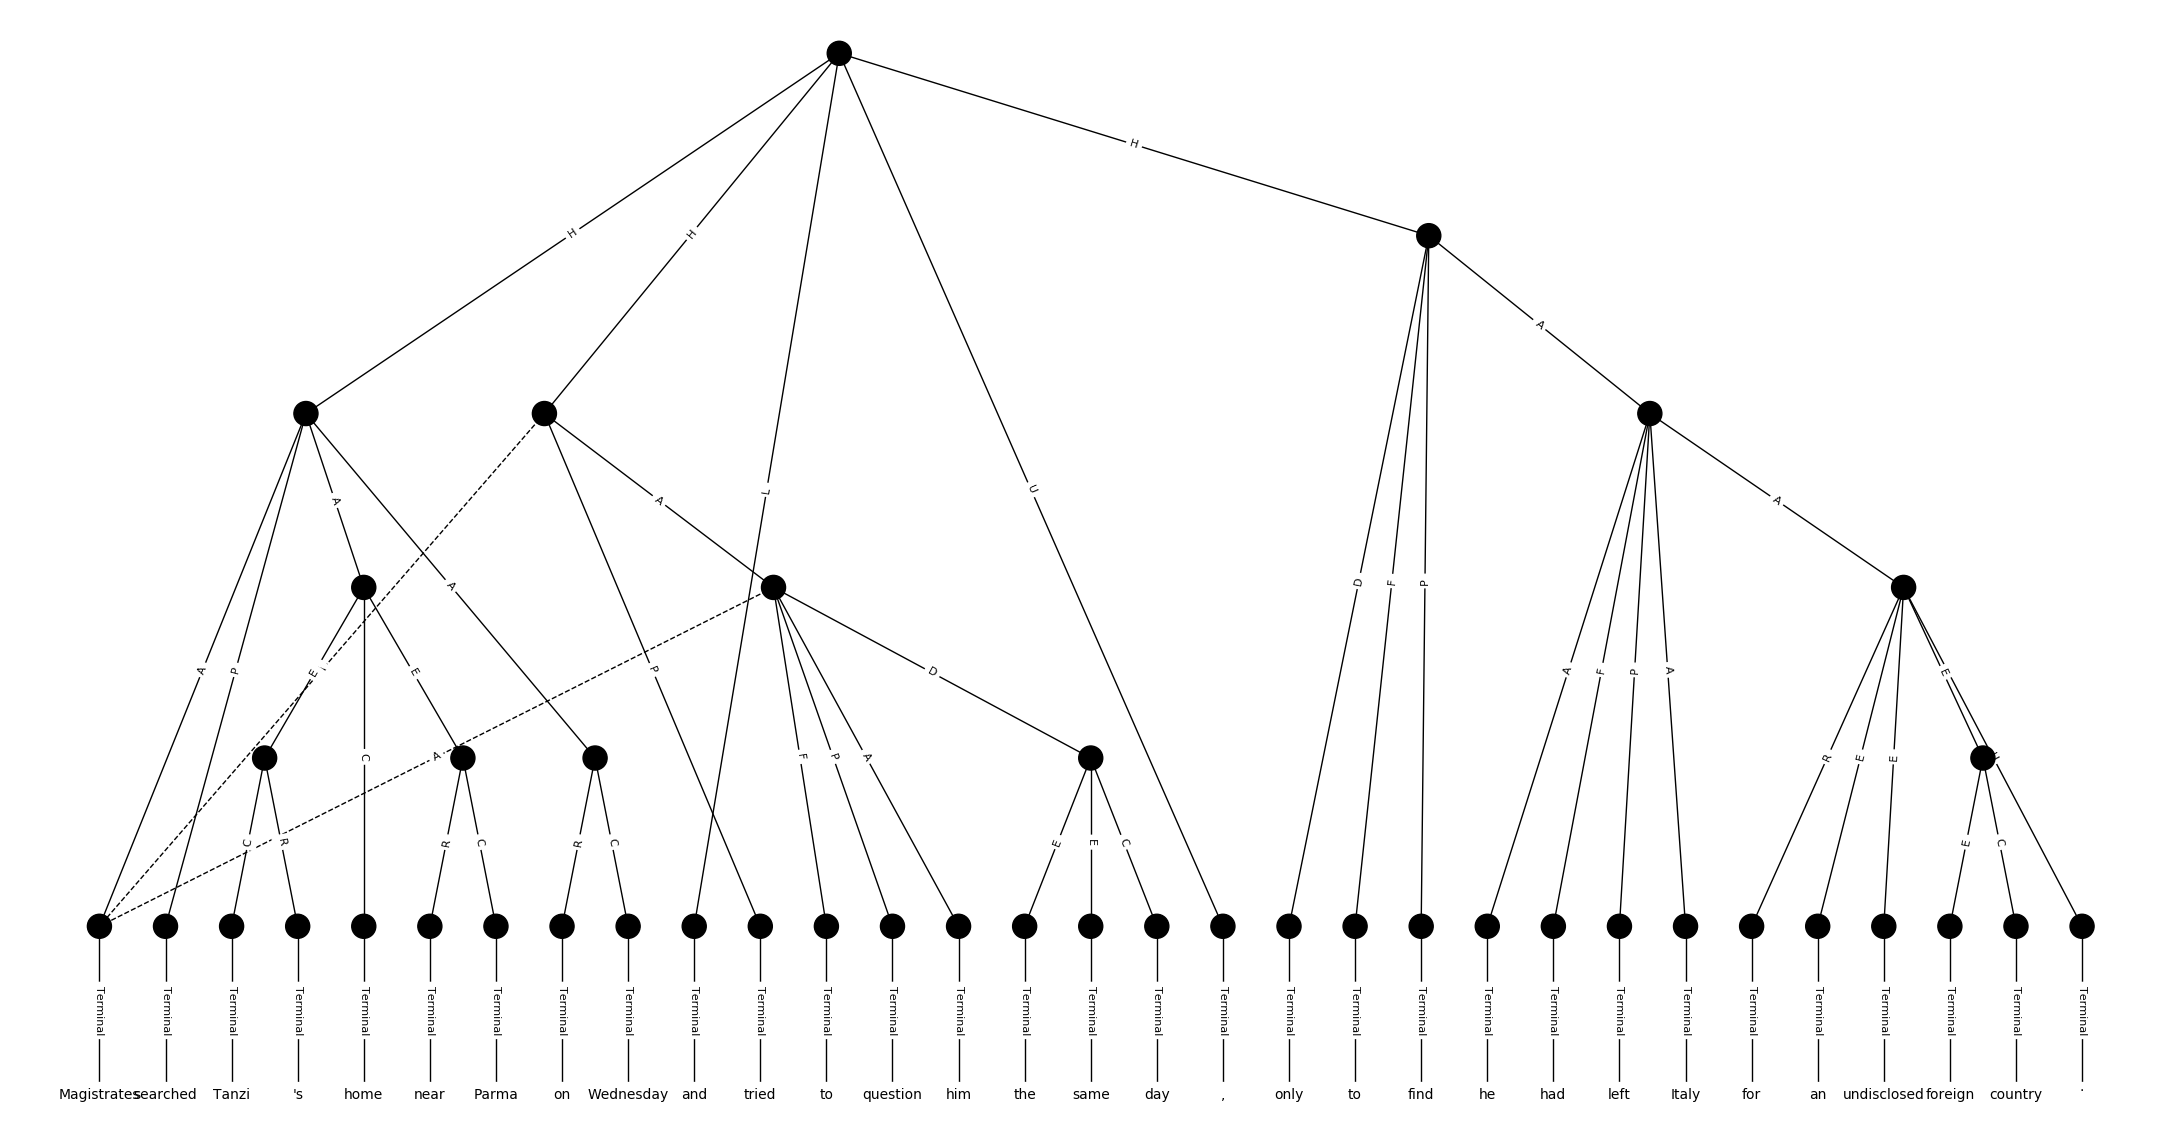 H
H
H
A
A
A
L
U
A
A
D
F
P
A
P
E
A
E
P
D
A
F
P
A
E
C
A
F
P
A
R
E
E
C
R
R
C
R
C
E
E
C
E
C
Terminal Terminal Terminal Terminal Terminal Terminal Terminal Terminal Terminal Terminal Terminal Terminal Terminal Terminal Terminal Terminal Terminal Terminal Terminal Terminal Terminal Terminal Terminal Terminal Terminal Terminal Terminal Terminal Terminal Terminal Terminal
Magistrates searched Tanzi 's home near Parma on Wednesday and tried to question him the same day , only to find he had left Italy for an undisclosed foreign country .